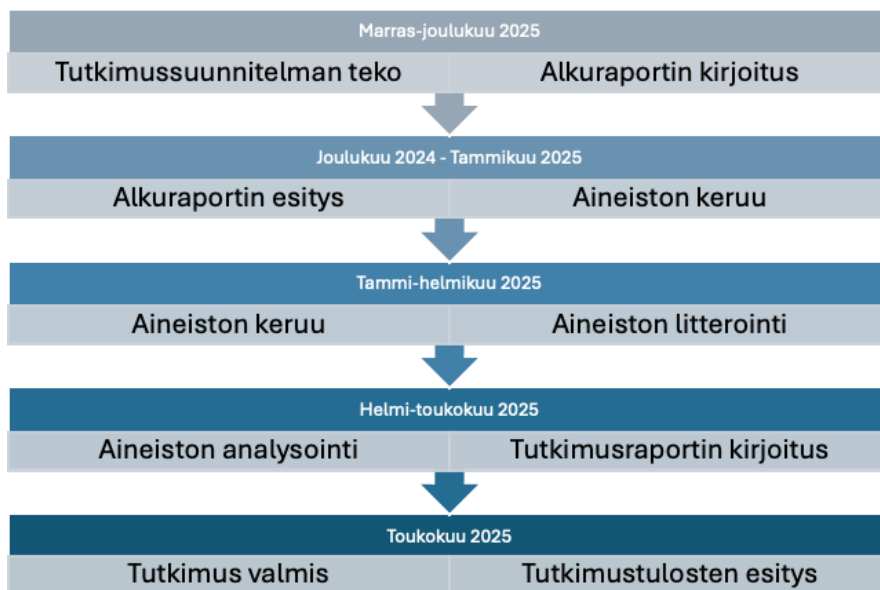 Marras-joulukuu 2025
Tutkimussuunnitelman teko
Alkuraportin kirjoitus
Joulukuu 2024 - Tammikuu 2025
Alkuraportin esitys
Aineiston keruu
Tammi-helmikuu 2025
Aineiston keruu
Aineiston litterointi
Helmi-toukokuu 2025
Aineiston analysointi
Tutkimusraportin kirjoitus
Toukokuu 2025
Tutkimus valmis
Tutkimustulosten esitys